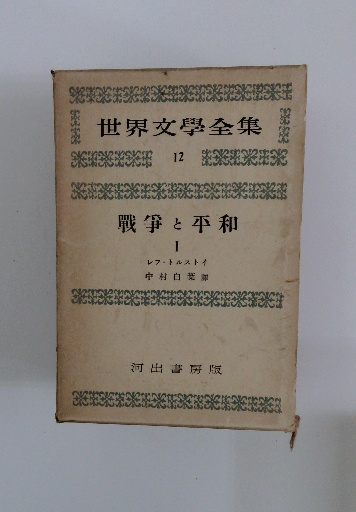 世界文學全集
12
戰爭と平和
I
レフ・トルストイ
中村白葉 譯
河出書房版